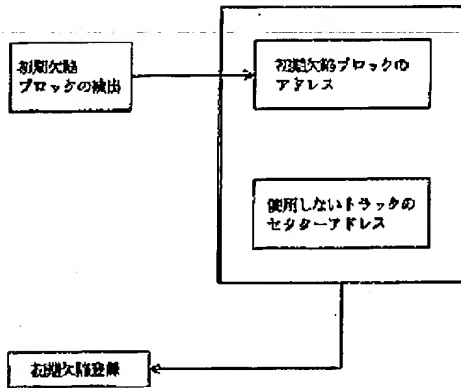 初期欠陥
ブロックの検出
初期欠陥ブロックの
アドレス
使用しないトラックの
セクターアドレス
初期欠陥登録